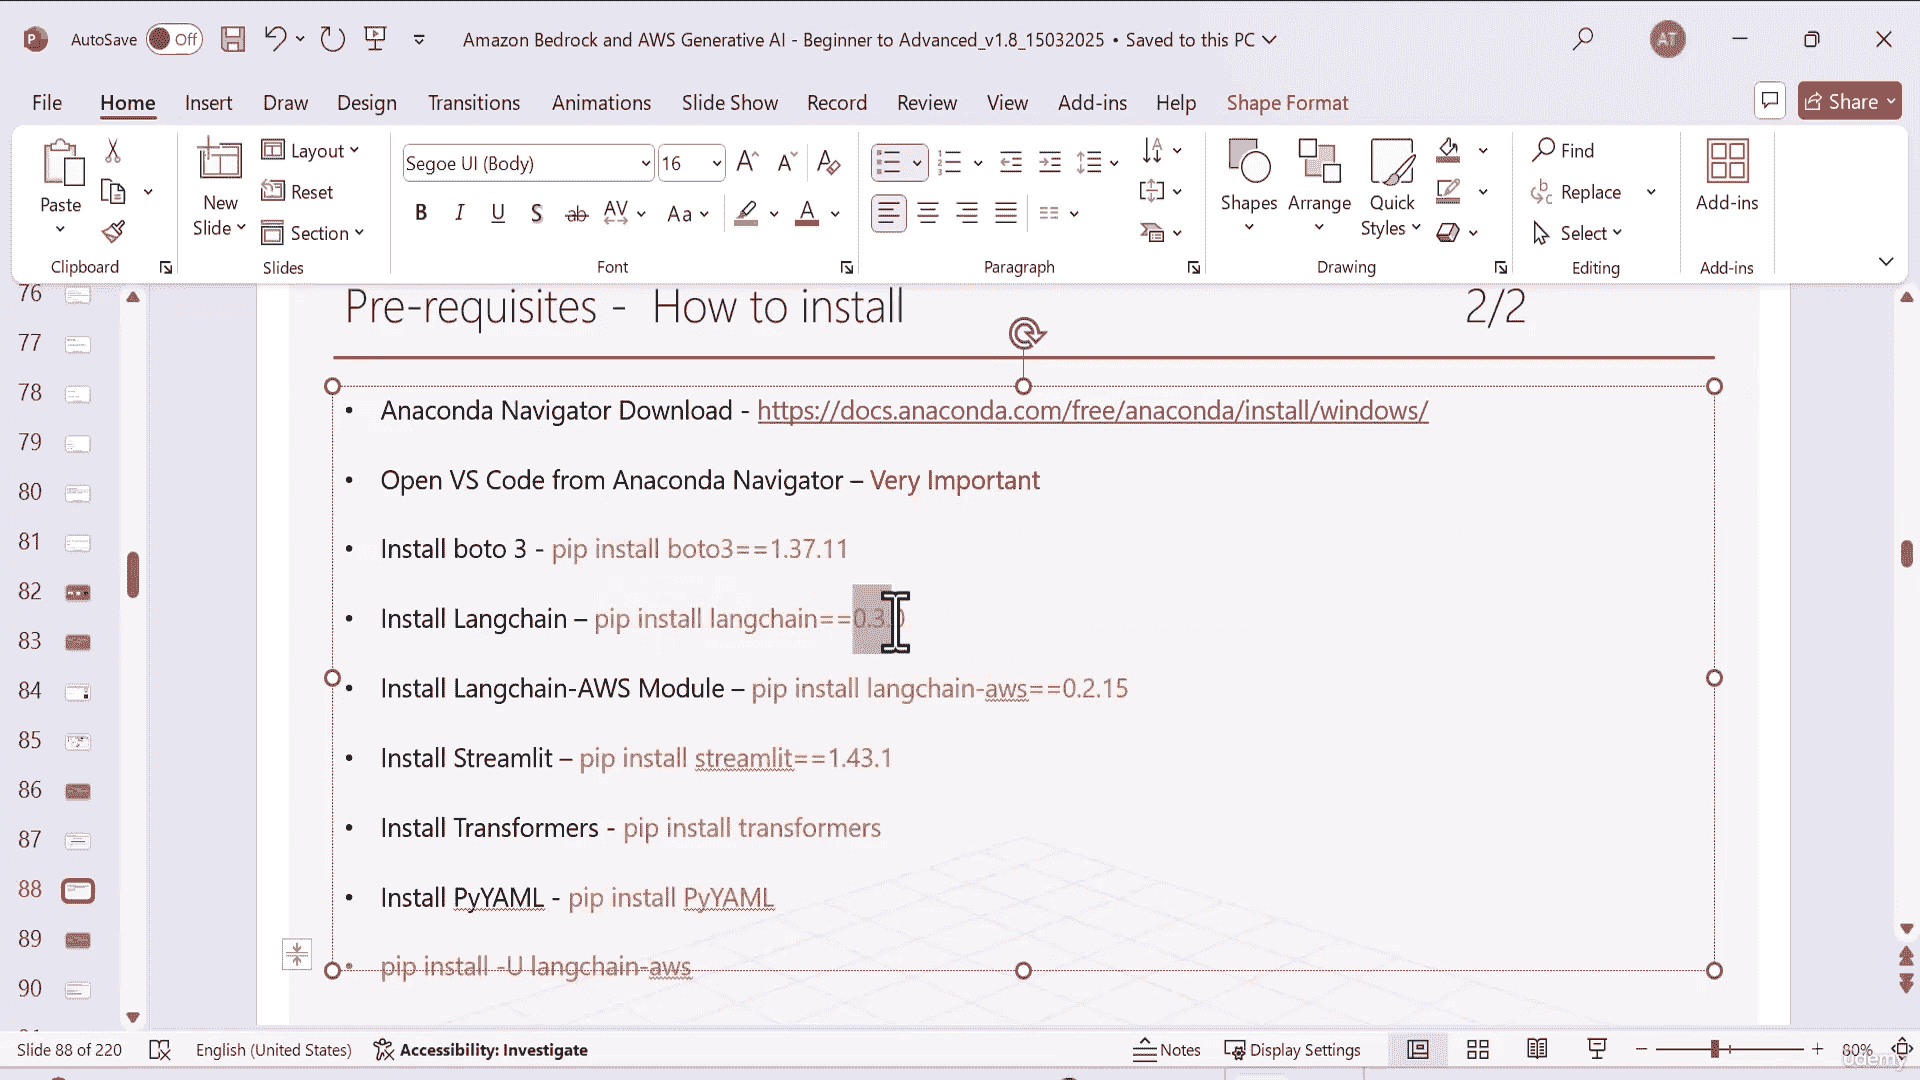 AutoSave Off Amazon Bedrock and AWS Generative AI - Beginner to Advanced_v1.8_15032025 • Saved to this PC AT
File Home Insert Draw Design Transitions Animations Slide Show Record Review View Add-ins Help Shape Format Share
Paste
New Slide
Layout
Reset
Section
Segoe UI (Body) 16
B I U S ab AV Aa A
Shapes Arrange Quick Styles
Find
Replace
Select
Add-ins
Clipboard Slides Font Paragraph Drawing Editing Add-ins
76
77
78
79
80
81
82
83
84
85
86
87
88
89
90
Pre-requisites - How to install 2/2
• Anaconda Navigator Download - https://docs.anaconda.com/free/anaconda/install/windows/
• Open VS Code from Anaconda Navigator – Very Important
• Install boto 3 - pip install boto3==1.37.11
• Install Langchain – pip install langchain==0.3.0
• Install Langchain-AWS Module – pip install langchain-aws==0.2.15
• Install Streamlit – pip install streamlit==1.43.1
• Install Transformers - pip install transformers
• Install PyYAML - pip install PyYAML
• pip install -U langchain-aws
Slide 88 of 220 English (United States) Accessibility: Investigate Notes Display Settings 80%
udemy